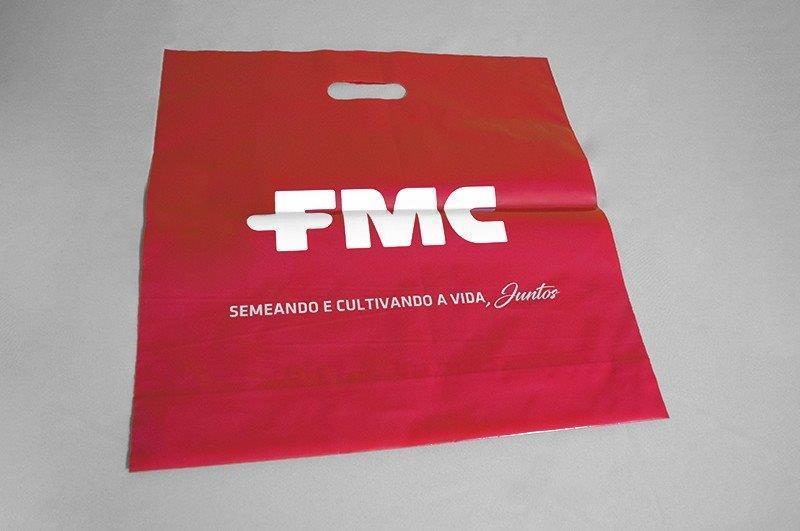 FMC
SEMEANDO E CULTIVANDO A VIDA, Juntos